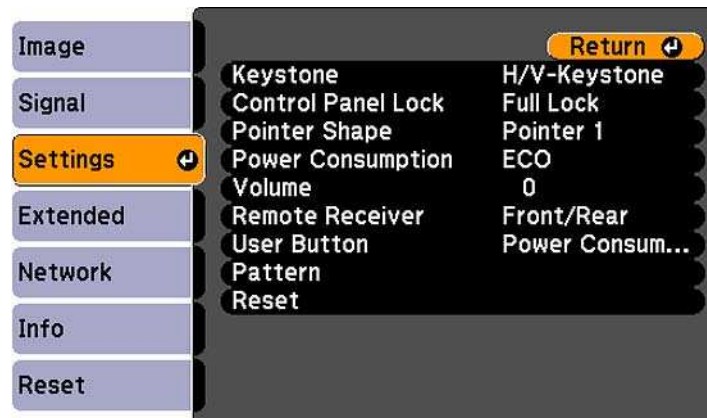 Image
Signal
Settings
Extended
Network
Info
Reset
Return
Keystone H/V-Keystone
Control Panel Lock Full Lock
Pointer Shape Pointer 1
Power Consumption ECO
Volume 0
Remote Receiver Front/Rear
User Button Power Consum...
Pattern
Reset